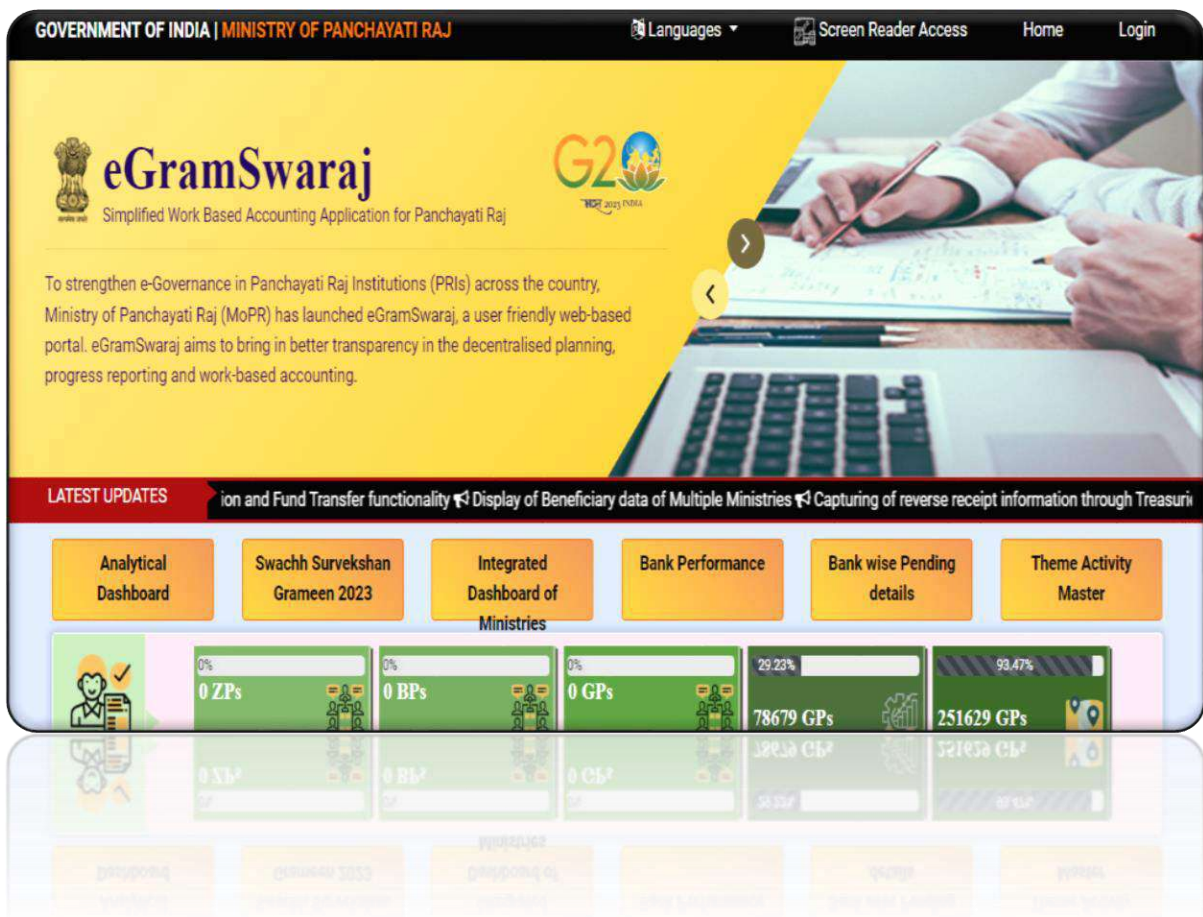 GOVERNMENT OF INDIA | MINISTRY OF PANCHAYATI RAJ
Languages
Screen Reader Access
Home
Login
eGramSwaraj
Simplified Work Based Accounting Application for Panchayati Raj
G20
2023 INDIA
To strengthen e-Governance in Panchayati Raj Institutions (PRIs) across the country,
Ministry of Panchayati Raj (MoPR) has launched eGramSwaraj, a user friendly web-based
portal. eGramSwaraj aims to bring in better transparency in the decentralised planning,
progress reporting and work-based accounting.
LATEST UPDATES
ion and Fund Transfer functionality Display of Beneficiary data of Multiple Ministries Capturing of reverse receipt information through Treasuri
Analytical
Dashboard
Swachh Survekshan
Grameen 2023
Integrated
Dashboard of
Ministries
Bank Performance
Bank wise Pending
details
Theme Activity
Master
0%
0 ZPs
0%
0 BPs
0%
0 GPs
29.23%
78679 GPs
93.47%
251629 GPs